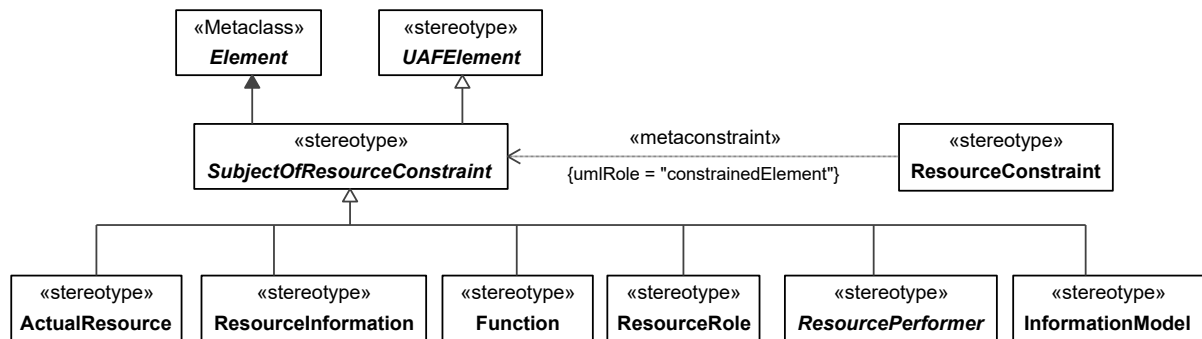 «Metaclass»
Element
«stereotype»
UAFElement
«stereotype»
SubjectOfResourceConstraint
«metaconstraint»
{umlRole = "constrainedElement"}
«stereotype»
ResourceConstraint
«stereotype»
ActualResource
«stereotype»
ResourceInformation
«stereotype»
Function
«stereotype»
ResourceRole
«stereotype»
ResourcePerformer
«stereotype»
InformationModel